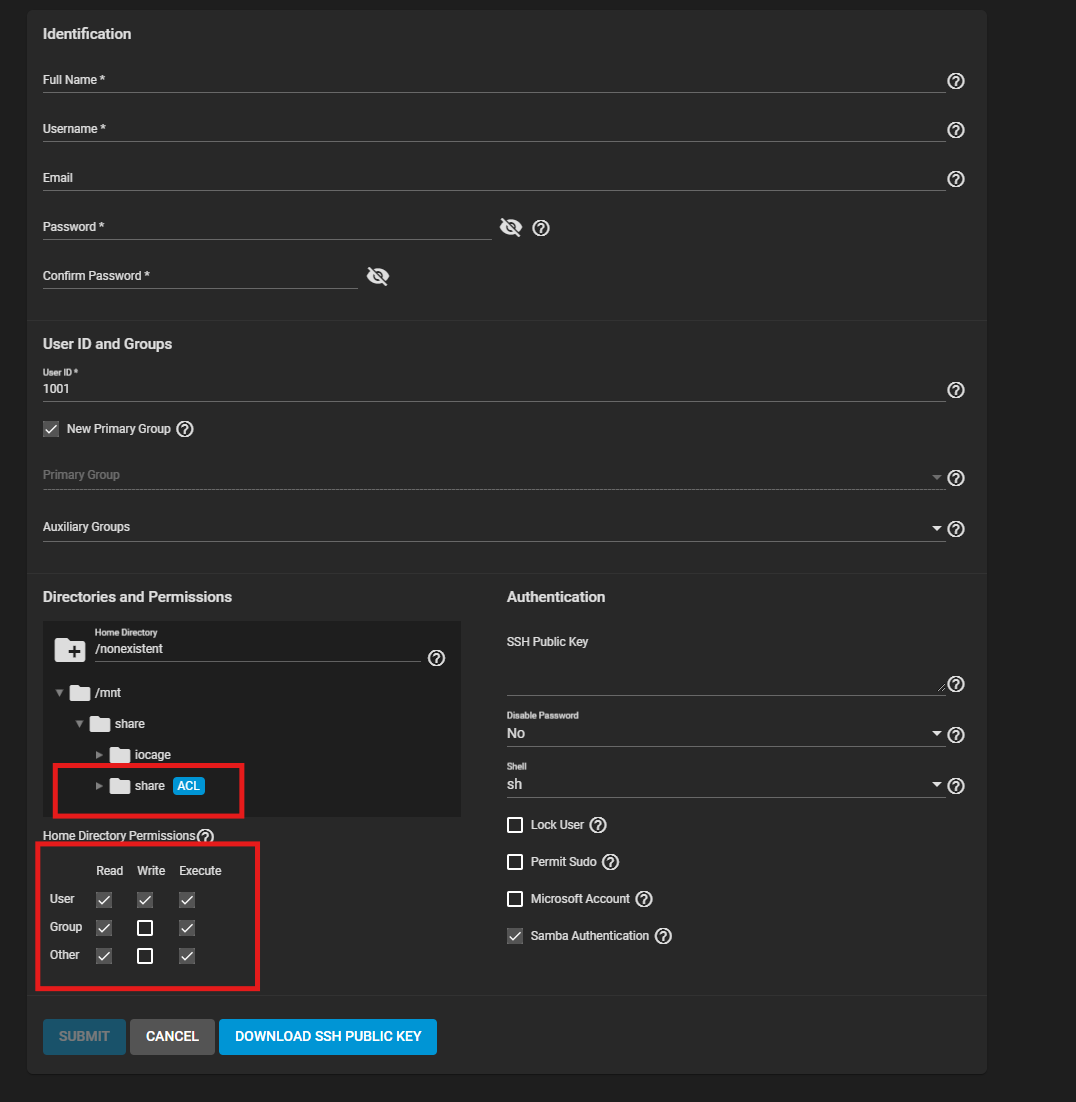 Identification
Full Name *
Username *
Email
Password *
Confirm Password *
User ID and Groups
User ID *
1001
New Primary Group
Primary Group
Auxiliary Groups
Directories and Permissions
Home Directory
/nonexistent
/mnt
share
iocage
share ACL
Home Directory Permissions
Read Write Execute
User
Group
Other
Authentication
SSH Public Key
Disable Password
No
Shell
sh
Lock User
Permit Sudo
Microsoft Account
Samba Authentication
SUBMIT CANCEL DOWNLOAD SSH PUBLIC KEY